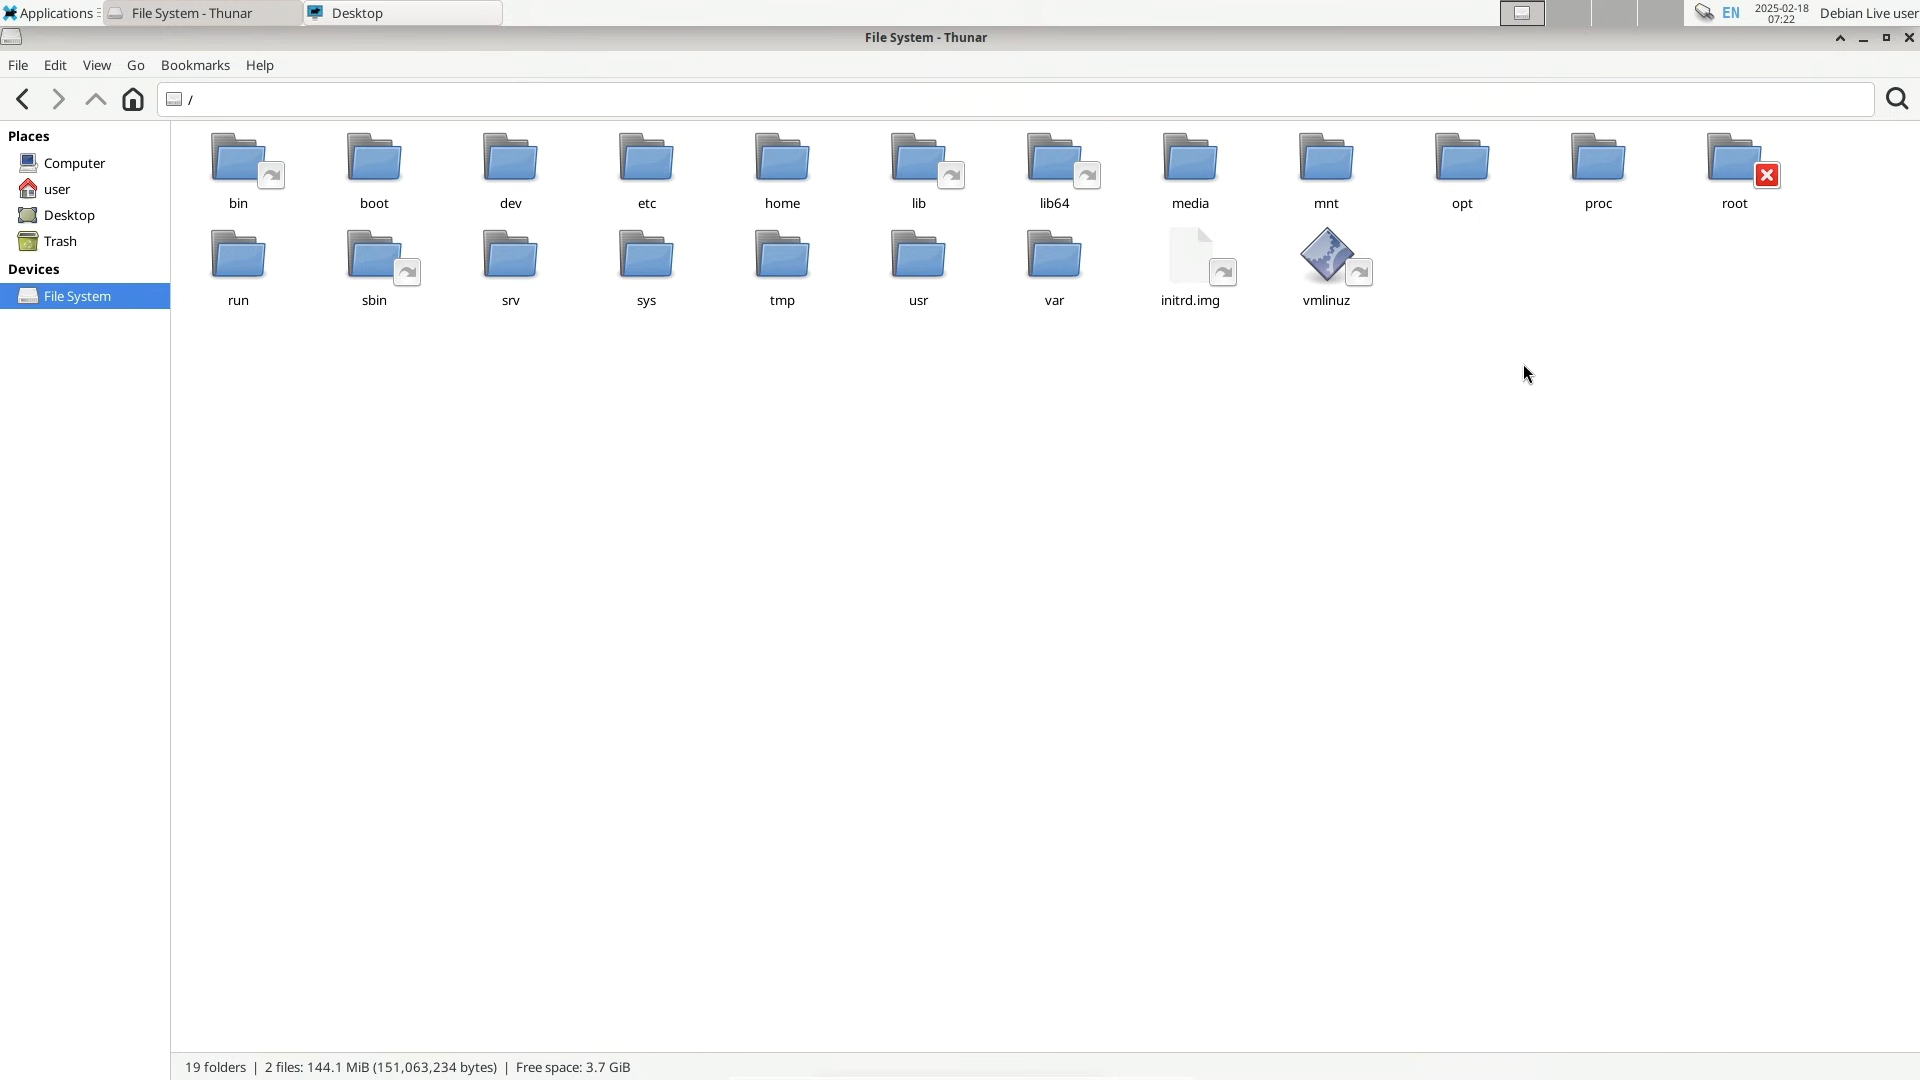 Applications File System - Thunar Desktop EN 2025-02-18 07:22 Debian Live user
File System - Thunar
File Edit View Go Bookmarks Help
/
Places
Computer
user
Desktop
Trash
Devices
File System
bin boot dev etc home lib lib64 media mnt opt proc root
run sbin srv sys tmp usr var initrd.img vmlinuz
19 folders | 2 files: 144.1 MiB (151,063,234 bytes) | Free space: 3.7 GiB